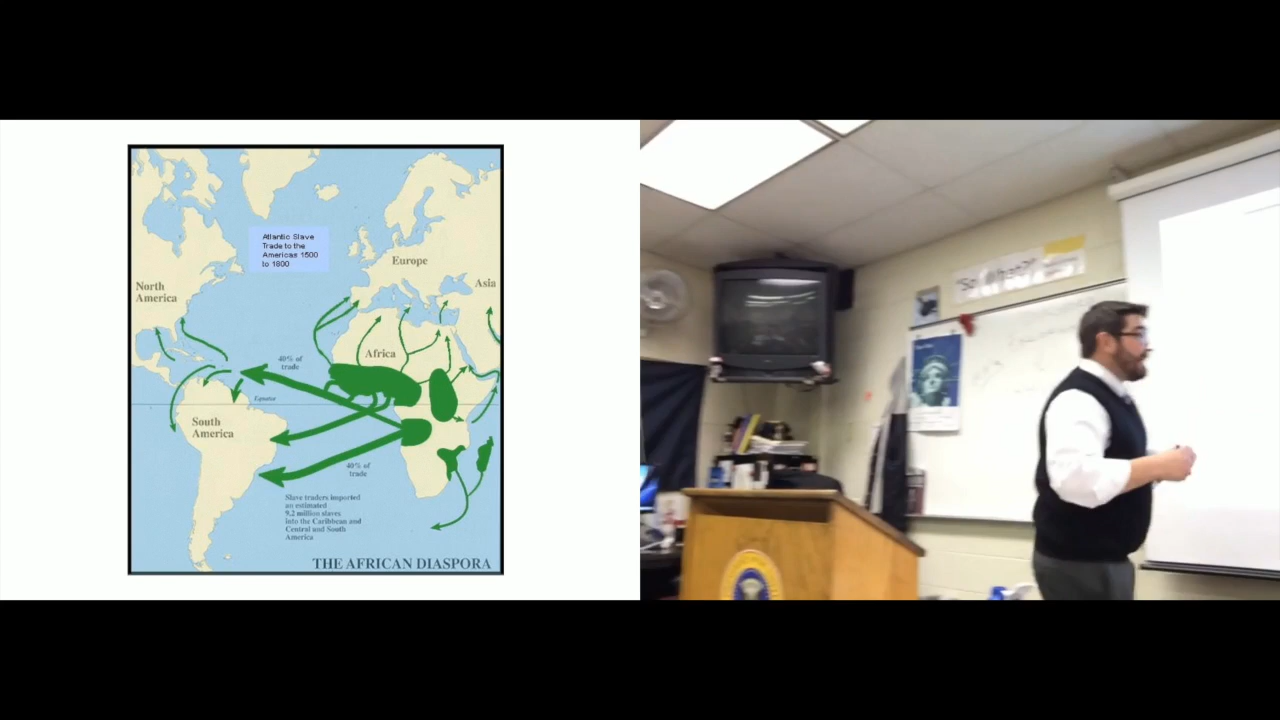 Atlantic Slave
Trade to the
Americas 1500
to 1800
Europe
Asia
North
America
Africa
40% of
trade
Equator
South
America
40% of
trade
Slave traders imported
an estimated
9.2 million slaves
into the Caribbean and
Central and South
America
THE AFRICAN DIASPORA
"So What?"